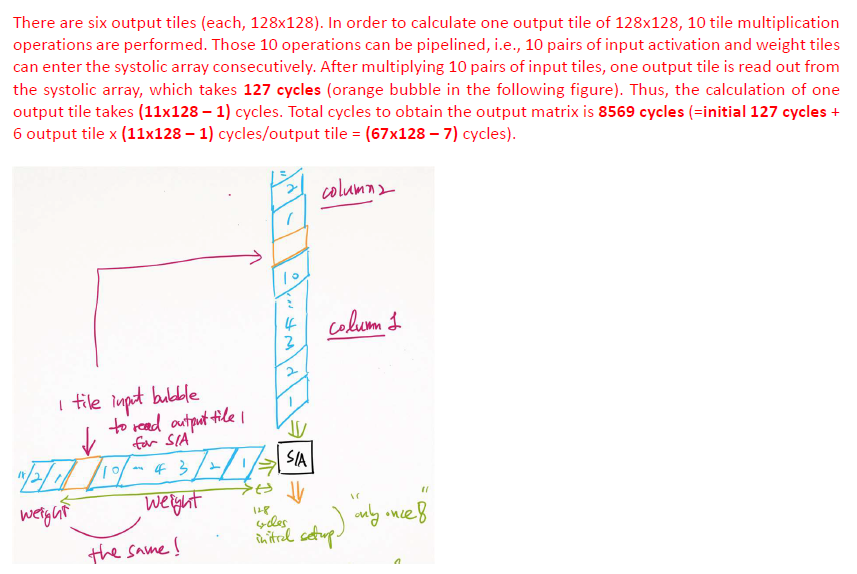 There are six output tiles (each, 128x128). In order to calculate one output tile of 128x128, 10 tile multiplication
operations are performed. Those 10 operations can be pipelined, i.e., 10 pairs of input activation and weight tiles
can enter the systolic array consecutively. After multiplying 10 pairs of input tiles, one output tile is read out from
the systolic array, which takes 127 cycles (orange bubble in the following figure). Thus, the calculation of one
output tile takes (11x128 – 1) cycles. Total cycles to obtain the output matrix is 8569 cycles (=initial 127 cycles +
6 output tile x (11x128 – 1) cycles/output tile = (67x128 – 7) cycles).
2
column 2
1
10
4
column 1
3
2
1
1 tile input bubble
to read output tile 1
for S/A
2 1 10 - 4 3 2 1
S/A
weight
weight
128
cycles
initial setup)
"only once"
the same!